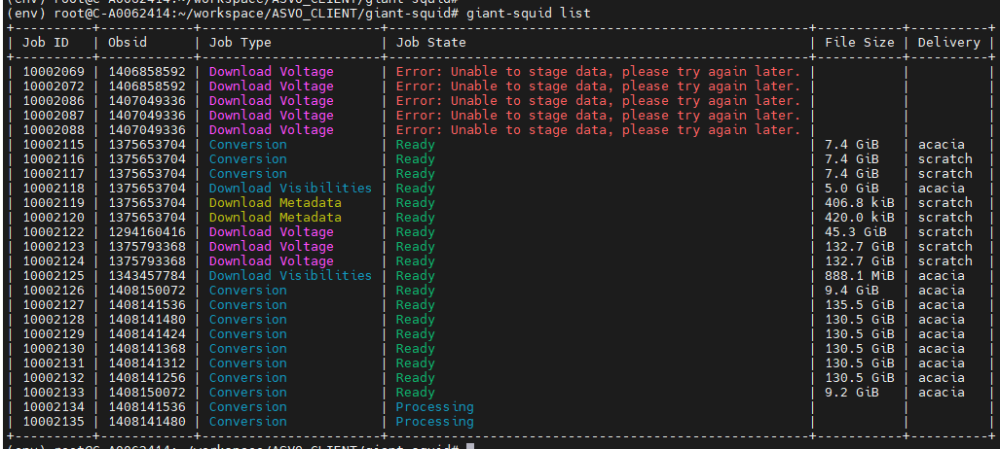 (env) root@C-A0062414:~/workspace/ASVO_CLIENT/giant-squid#
(env) root@C-A0062414:~/workspace/ASVO_CLIENT/giant-squid# giant-squid list
+----------+------------+-----------------------+------------------------------------------------------+-----------+----------+
| Job ID | Obsid | Job Type | Job State | File Size | Delivery |
+----------+------------+-----------------------+------------------------------------------------------+-----------+----------+
| 10002069 | 1406858592 | Download Voltage | Error: Unable to stage data, please try again later. | | |
| 10002072 | 1406858592 | Download Voltage | Error: Unable to stage data, please try again later. | | |
| 10002086 | 1407049336 | Download Voltage | Error: Unable to stage data, please try again later. | | |
| 10002087 | 1407049336 | Download Voltage | Error: Unable to stage data, please try again later. | | |
| 10002088 | 1407049336 | Download Voltage | Error: Unable to stage data, please try again later. | | |
| 10002115 | 1375653704 | Conversion | Ready | 7.4 GiB | acacia |
| 10002116 | 1375653704 | Conversion | Ready | 7.4 GiB | scratch |
| 10002117 | 1375653704 | Conversion | Ready | 7.4 GiB | scratch |
| 10002118 | 1375653704 | Download Visibilities | Ready | 5.0 GiB | acacia |
| 10002119 | 1375653704 | Download Metadata | Ready | 406.8 kiB | scratch |
| 10002120 | 1375653704 | Download Metadata | Ready | 420.0 kiB | scratch |
| 10002122 | 1294160416 | Download Voltage | Ready | 45.3 GiB | scratch |
| 10002123 | 1375793368 | Download Voltage | Ready | 132.7 GiB | scratch |
| 10002124 | 1375793368 | Download Voltage | Ready | 132.7 GiB | scratch |
| 10002125 | 1343457784 | Download Visibilities | Ready | 888.1 MiB | acacia |
| 10002126 | 1408150072 | Conversion | Ready | 9.4 GiB | acacia |
| 10002127 | 1408141536 | Conversion | Ready | 135.5 GiB | acacia |
| 10002128 | 1408141480 | Conversion | Ready | 130.5 GiB | acacia |
| 10002129 | 1408141424 | Conversion | Ready | 130.5 GiB | acacia |
| 10002130 | 1408141368 | Conversion | Ready | 130.5 GiB | acacia |
| 10002131 | 1408141312 | Conversion | Ready | 130.5 GiB | acacia |
| 10002132 | 1408141256 | Conversion | Ready | 130.5 GiB | acacia |
| 10002133 | 1408150072 | Conversion | Ready | 9.2 GiB | acacia |
| 10002134 | 1408141536 | Conversion | Processing | | |
| 10002135 | 1408141480 | Conversion | Processing | | |
+----------+------------+-----------------------+------------------------------------------------------+-----------+----------+
(env) root@C-A0062414:~/workspace/ASVO_CLIENT/giant-squid#